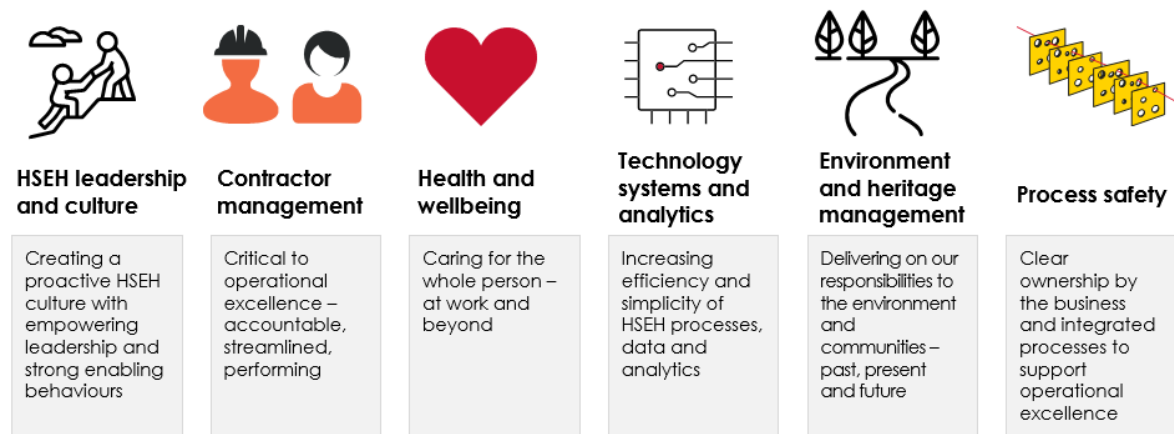 HSEH leadership
and culture
Creating a
proactive HSEH
culture with
empowering
leadership and
strong enabling
behaviours
Contractor
management
Critical to
operational
excellence –
accountable,
streamlined,
performing
Health and
wellbeing
Caring for the
whole person –
at work and
beyond
Technology
systems and
analytics
Increasing
efficiency and
simplicity of
HSEH processes,
data and
analytics
Environment
and heritage
management
Delivering on our
responsibilities to
the environment
and
communities –
past, present
and future
Process safety
Clear
ownership by
the business
and integrated
processes to
support
operational
excellence